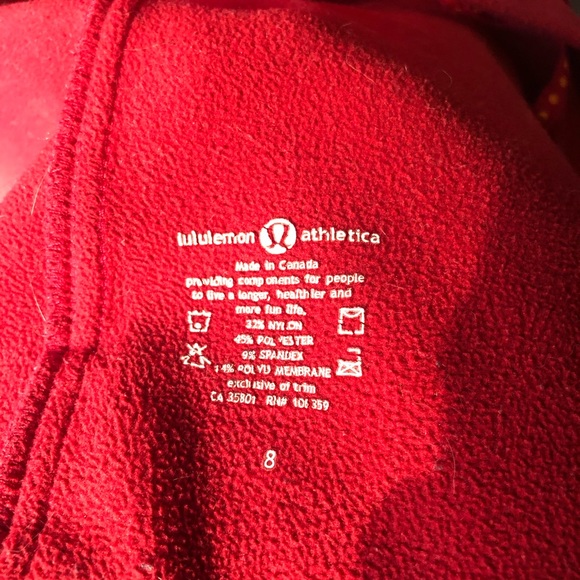 lululemon athletica
Made in Canada
providing components for people
to live a longer, healthier and
more fun life.
32% NYLON
45% POLYESTER
9% SPANDEX
14% POLYU MEMBRANE
exclusive of trim
CA 35801 RN# 106259
8